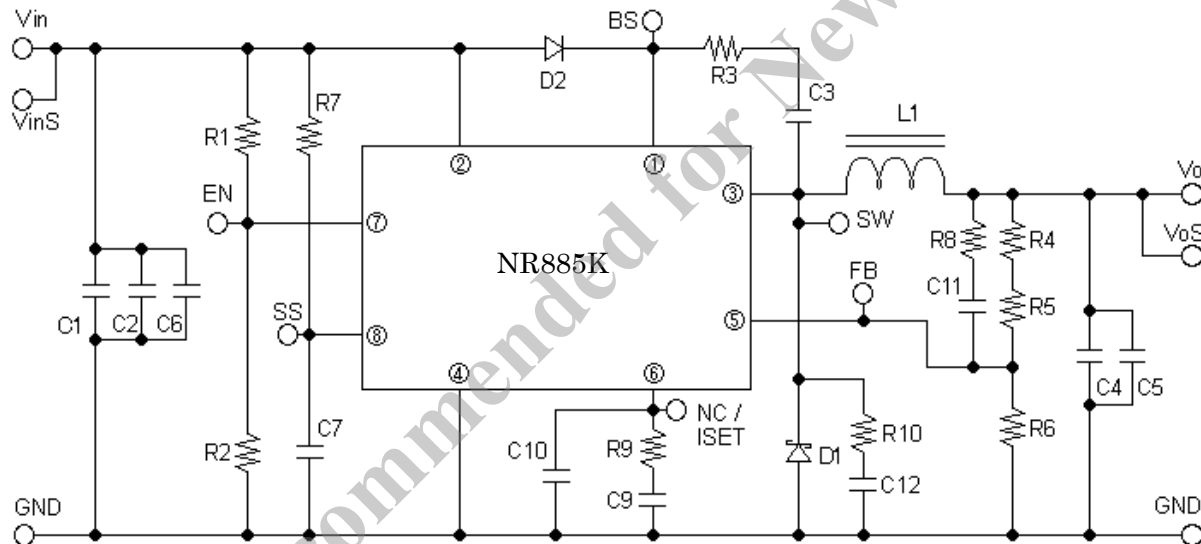 Vin
BS
D2
R3
C3
VinS
R7
R1
L1
②
①
③
Vo
EN
⑦
SW
VoS
R8
R4
NR885K
FB
C11
R5
SS
⑧
⑤
C1
C2
C6
④
⑥
C4
C5
NC /
ISET
C7
C10
R9
R10
R6
R2
D1
C9
C12
GND
GND
commended for New